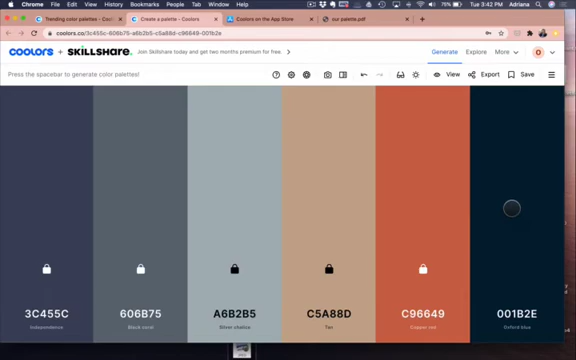 Chrome File Edit View History Bookmarks Profiles Tab Window Help
76% Tue 3:42 PM
Trending color palettes - Cool
Create a palette - Coolors
Coolors on the App Store
our palette.pdf
coolors.co/3c455c-606b75-a6b2b5-c5a88d-c96649-001b2e
coolors + SKILLSHARE. Join Skillshare today and get two months premium for free.
Generate Explore More O
Press the spacebar to generate color palettes!
View Export Save
3C455C 606B75 A6B2B5 C5A88D C96649 001B2E
Independence Black coral Silver chalice Tan Copper red Oxford blue